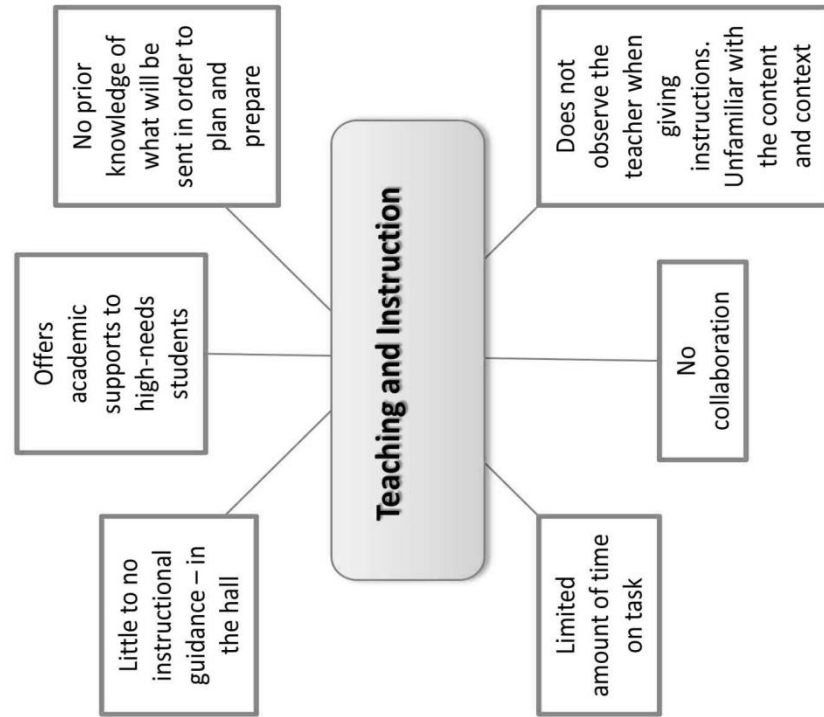 Little to no
instructional
guidance – in
the hall
Offers
academic
supports to
high-needs
students
No prior
knowledge of
what will be
sent in order to
plan and
prepare
Teaching and Instruction
Limited
amount of time
on task
No
collaboration
Does not
observe the
teacher when
giving
instructions.
Unfamiliar with
the content
and context